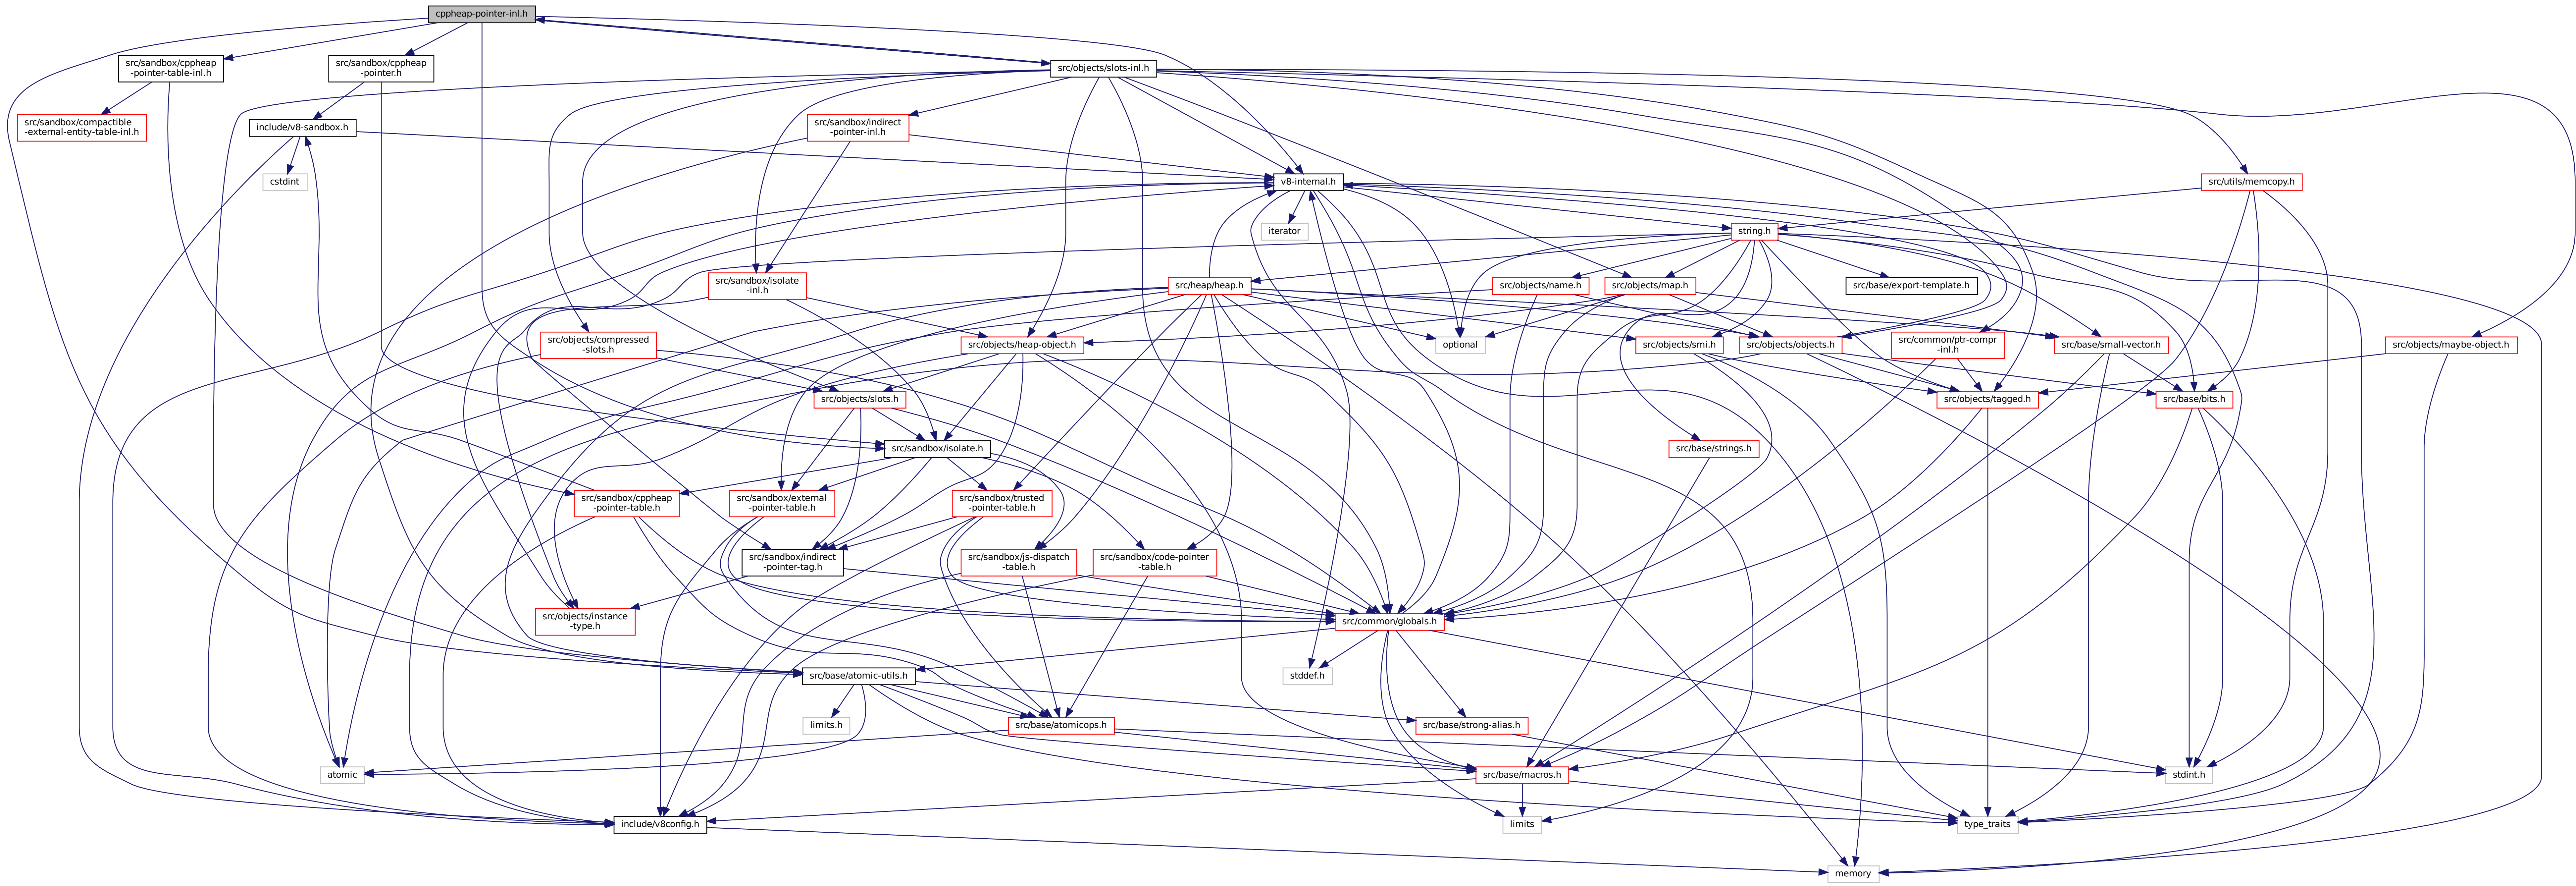 cppheap-pointer-inl.h
src/sandbox/cppheap
-pointer-table-inl.h
src/sandbox/cppheap
-pointer.h
src/objects/slots-inl.h
src/sandbox/compactible
-external-entity-table-inl.h
include/v8-sandbox.h
src/sandbox/indirect
-pointer-inl.h
cstdint
v8-internal.h
src/utils/memcopy.h
iterator
string.h
src/sandbox/isolate
-inl.h
src/heap/heap.h
src/objects/name.h
src/objects/map.h
src/base/export-template.h
src/objects/compressed
-slots.h
src/objects/heap-object.h
optional
src/objects/smi.h
src/objects/objects.h
src/common/ptr-compr
-inl.h
src/base/small-vector.h
src/objects/maybe-object.h
src/objects/slots.h
src/objects/tagged.h
src/base/bits.h
src/sandbox/isolate.h
src/base/strings.h
src/sandbox/cppheap
-pointer-table.h
src/sandbox/external
-pointer-table.h
src/sandbox/trusted
-pointer-table.h
src/sandbox/indirect
-pointer-tag.h
src/sandbox/js-dispatch
-table.h
src/sandbox/code-pointer
-table.h
src/objects/instance
-type.h
src/common/globals.h
src/base/atomic-utils.h
stddef.h
limits.h
src/base/atomicops.h
src/base/strong-alias.h
atomic
src/base/macros.h
stdint.h
include/v8config.h
limits
type_traits
memory